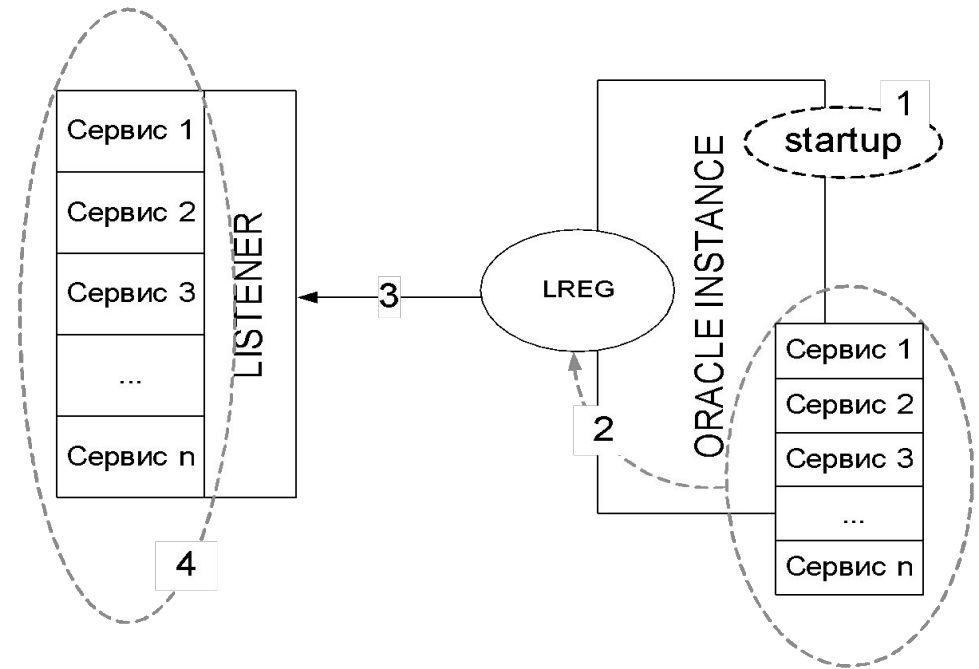 Сервис 1
Сервис 2
Сервис 3
...
Сервис n
LISTENER
4
3
LREG
2
ORACLE INSTANCE
1
startup
Сервис 1
Сервис 2
Сервис 3
...
Сервис n